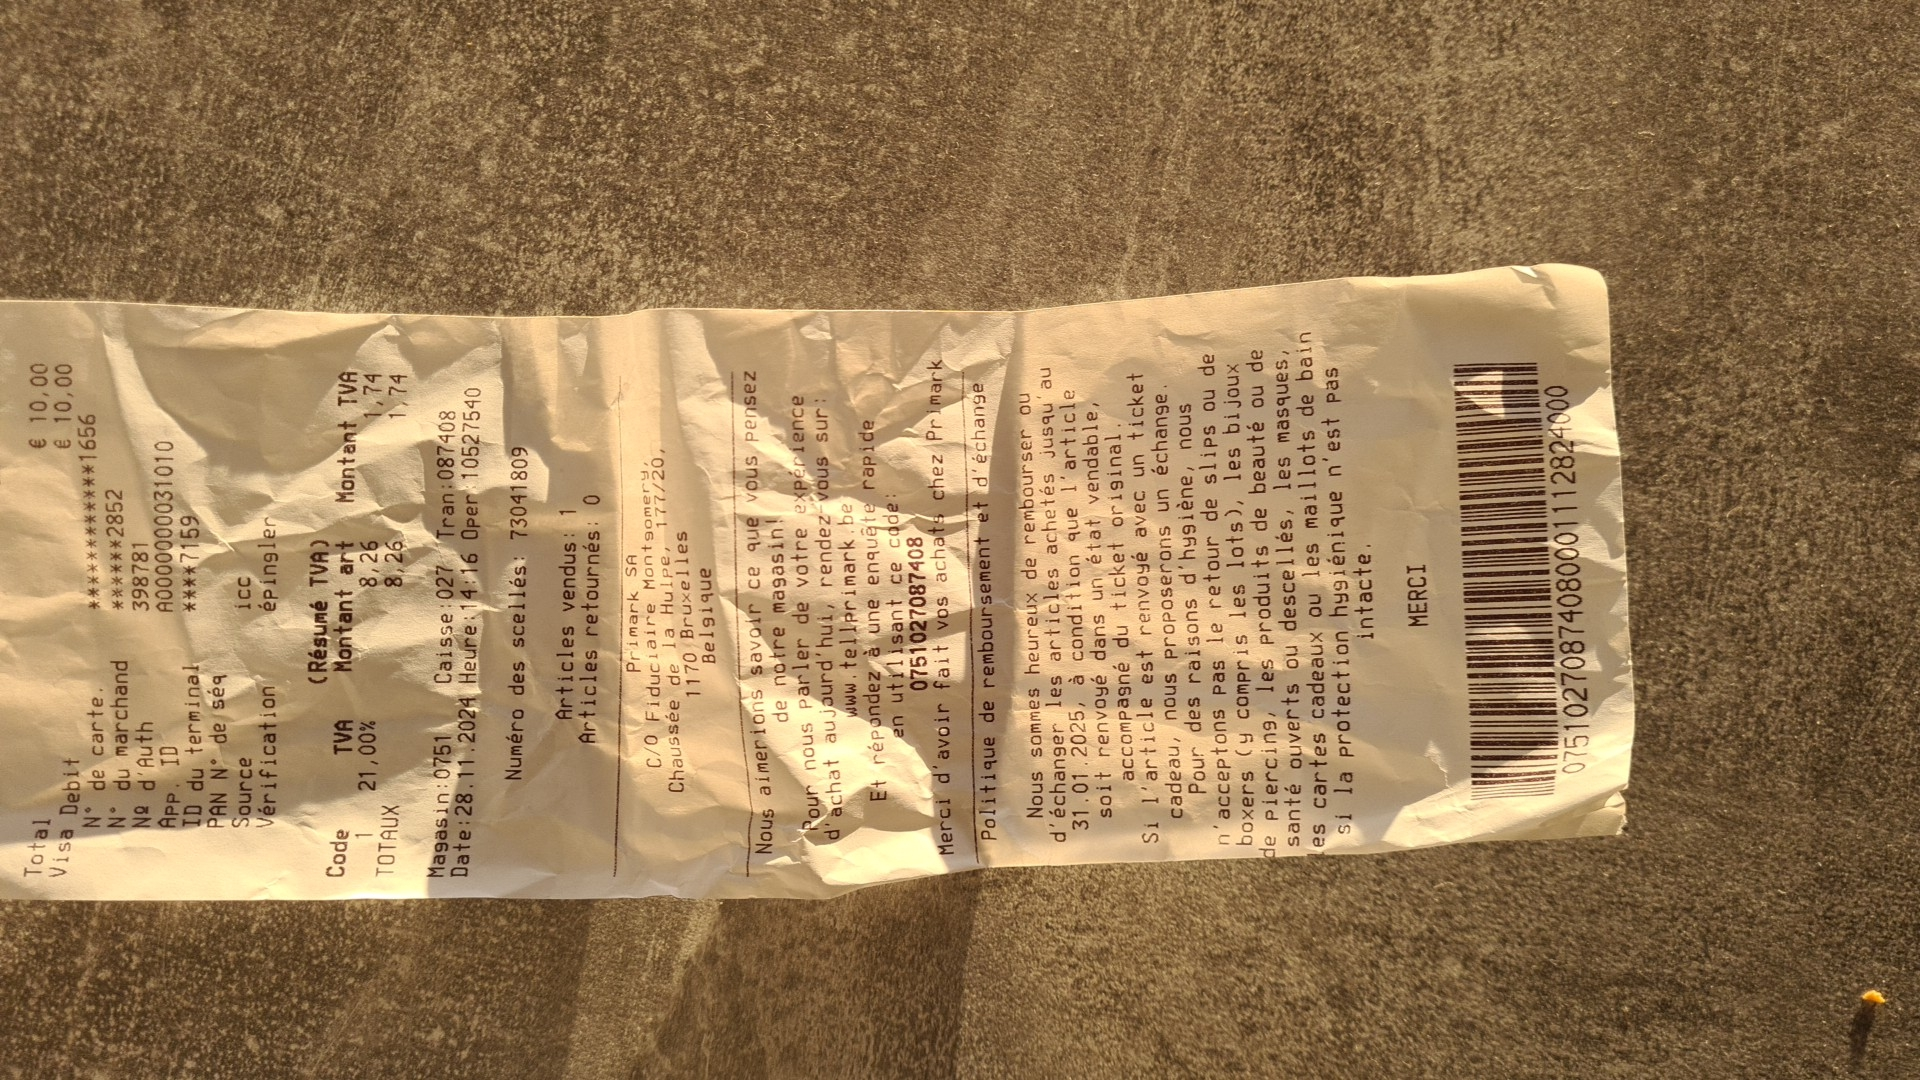 Total € 10,00
Visa Debit € 10,00
N° de carte. ************1656
N° du marchand ******2852
Nº d'Auth 398781
App. ID A0000000031010
ID du terminal ****1159
PAN N° de séq
Source icc
Vérification épingler
(Résumé TVA)
Code TVA Montant art Montant TVA
1 21,00% 8,26 1,74
TOTAUX 8,26 1,74
Magasin:0751 Caisse:027 Tran:087408
Date:28.11.2024 Heure:14:16 Oper:10527540
Numéro des scellés: 73041809
Articles vendus: 1
Articles retournés: 0
Primark SA
C/O Fiduciaire Montgomery,
Chaussée de la Hulpe, 177/20,
1170 Bruxelles
Belgique
Nous aimerions savoir ce que vous pensez
de notre magasin!
Pour nous parler de votre expérience
d'achat aujourd'hui, rendez-vous sur:
www.tellprimark.be
Et répondez à une enquête rapide
en utilisant ce code:
0751027087408
Merci d'avoir fait vos achats chez Primark
Politique de remboursement et d'échange
Nous sommes heureux de rembourser ou
d'échanger les articles achetés jusqu'au
31.01.2025, à condition que l'article
soit renvoyé dans un état vendable,
accompagné du ticket original.
Si l'article est renvoyé avec un ticket
cadeau, nous proposerons un échange.
Pour des raisons d'hygiène, nous
n'acceptons pas le retour de slips ou de
boxers (y compris les lots), les bijoux
de piercing, les produits de beauté ou de
santé ouverts ou descellés, les masques,
les cartes cadeaux ou les maillots de bain
si la protection hygiénique n'est pas
intacte.
MERCI
07510270874080001112824000